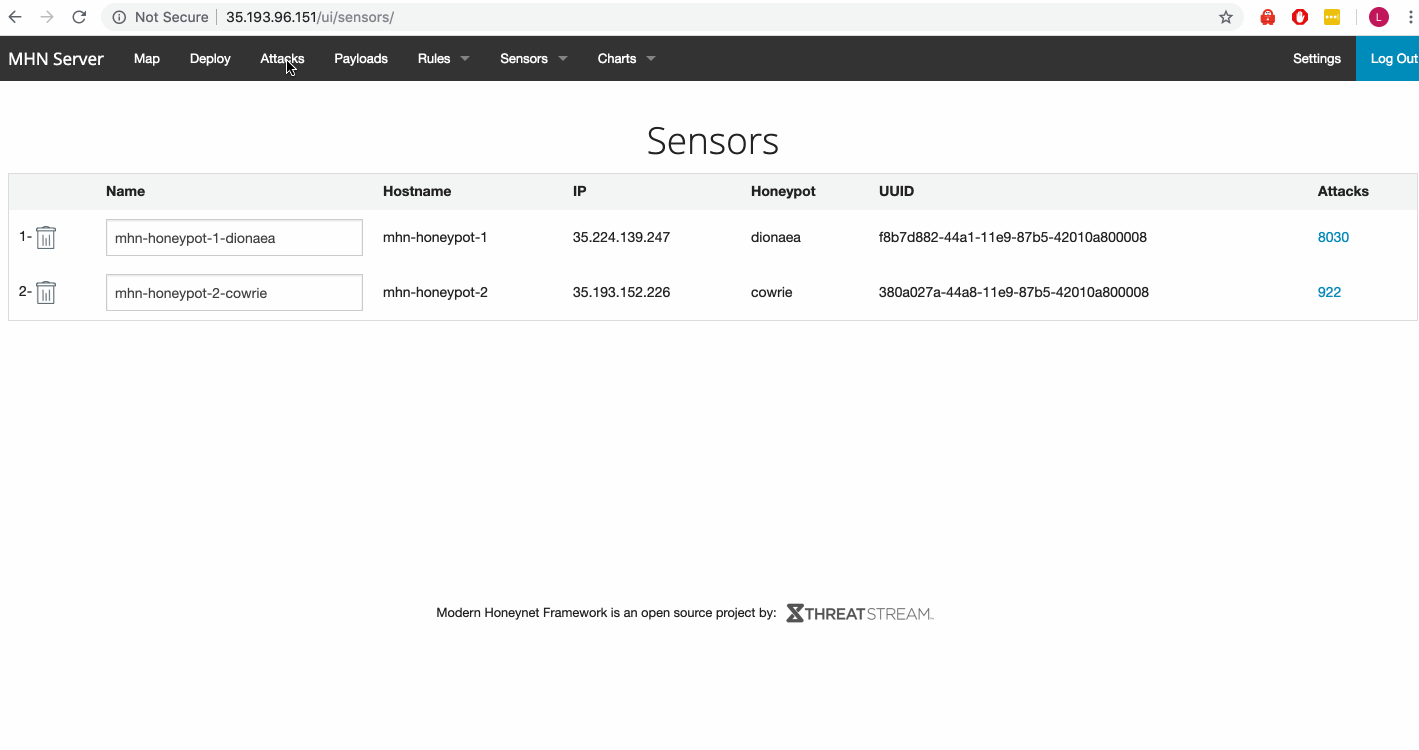 Not Secure 35.193.96.151/ui/sensors/ L
MHN Server Map Deploy Attacks Payloads Rules Sensors Charts Settings Log Out
Sensors
Name Hostname IP Honeypot UUID Attacks
1- mhn-honeypot-1-dionaea mhn-honeypot-1 35.224.139.247 dionaea f8b7d882-44a1-11e9-87b5-42010a800008 8030
2- mhn-honeypot-2-cowrie mhn-honeypot-2 35.193.152.226 cowrie 380a027a-44a8-11e9-87b5-42010a800008 922
Modern Honeynet Framework is an open source project by: THREATSTREAM